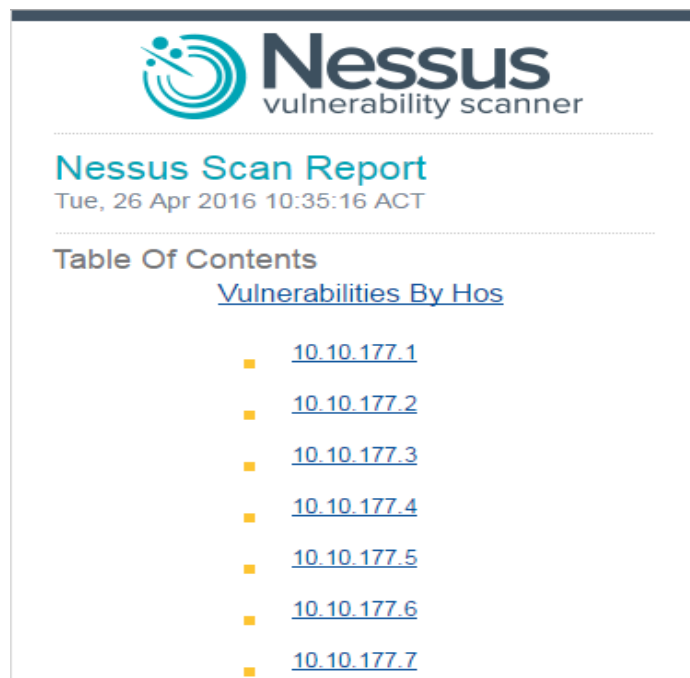 Nessus
vulnerability scanner
Nessus Scan Report
Tue, 26 Apr 2016 10:35:16 ACT
Table Of Contents
Vulnerabilities By Hos
10.10.177.1
10.10.177.2
10.10.177.3
10.10.177.4
10.10.177.5
10.10.177.6
10.10.177.7